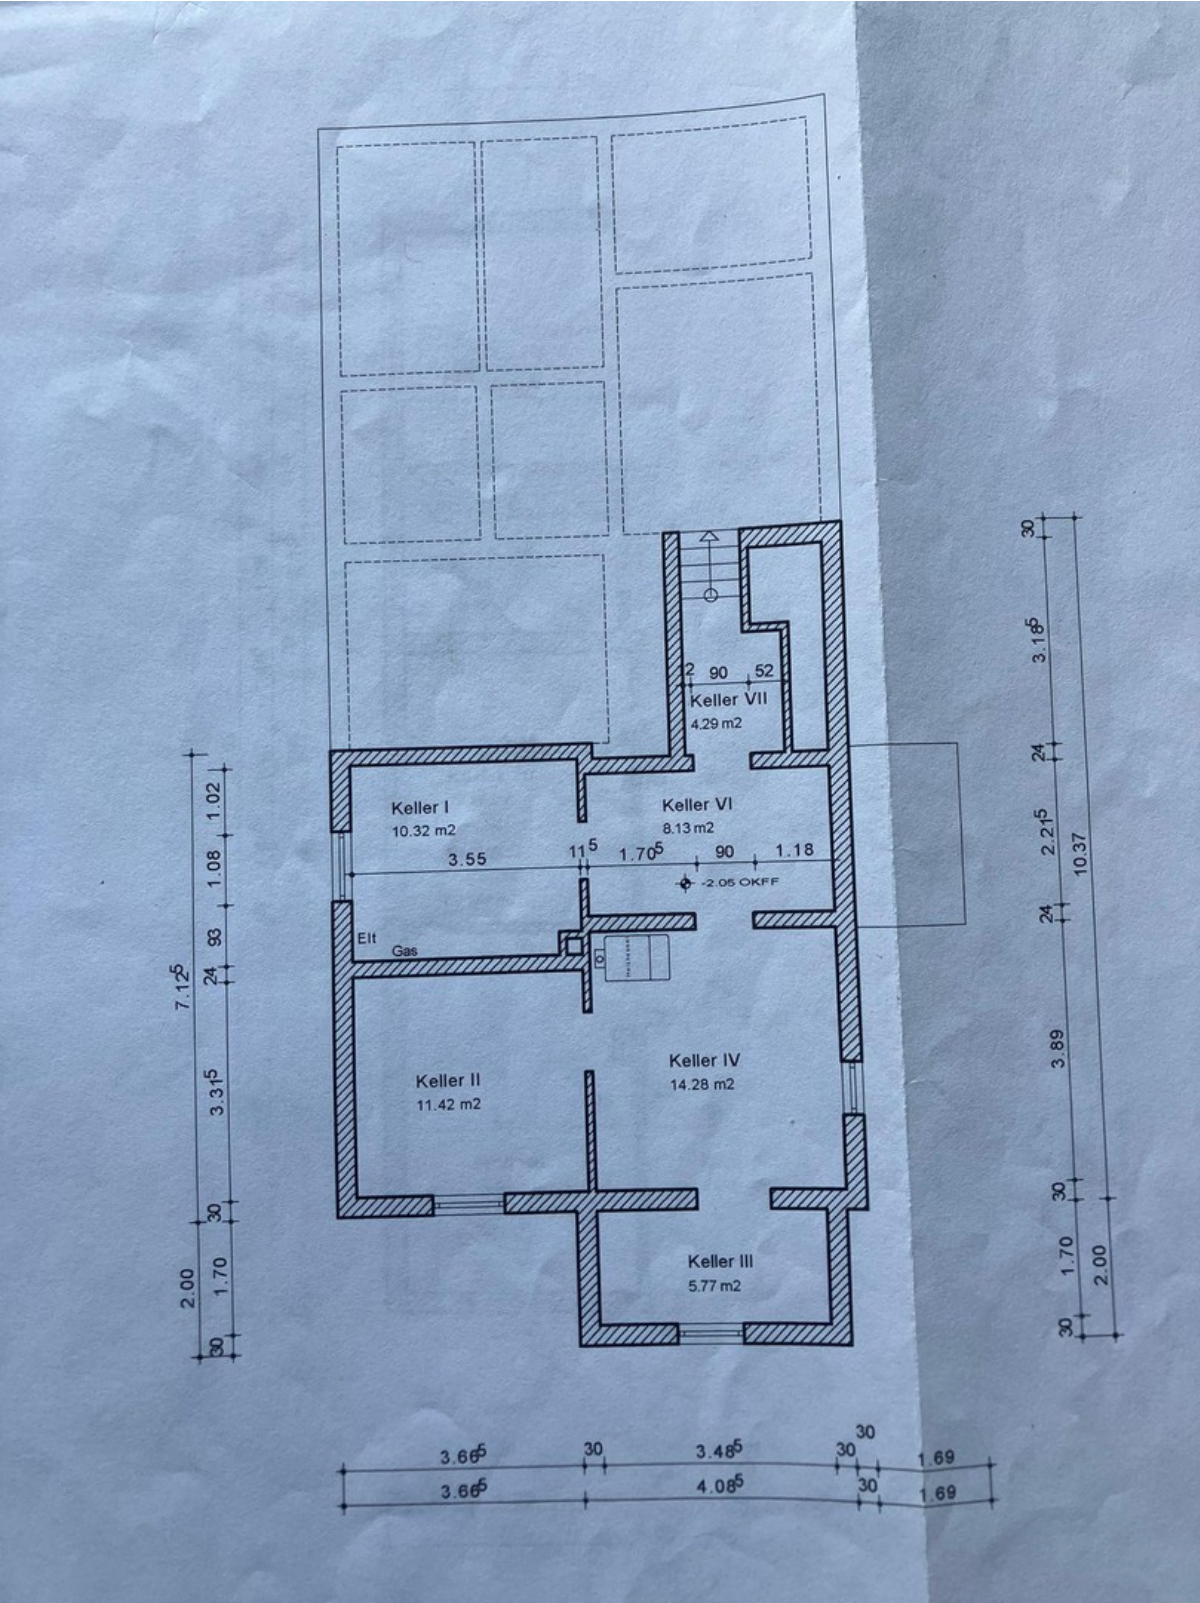 30
3.18⁵
2 90 52
Keller VII
4.29 m2
24
1.02
Keller I
10.32 m2
Keller VI
8.13 m2
2.21⁵
10.37
1.08
3.55
11⁵
1.70⁵
90
1.18
-2.05 OKFF
24
93
Elt
Gas
24
7.12⁵
3.31⁵
Keller II
11.42 m2
Keller IV
14.28 m2
3.89
30
30
2.00
1.70
Keller III
5.77 m2
1.70
2.00
30
30
30
3.66⁵ 30 3.48⁵ 30 1.69
3.66⁵ 4.08⁵ 30 1.69